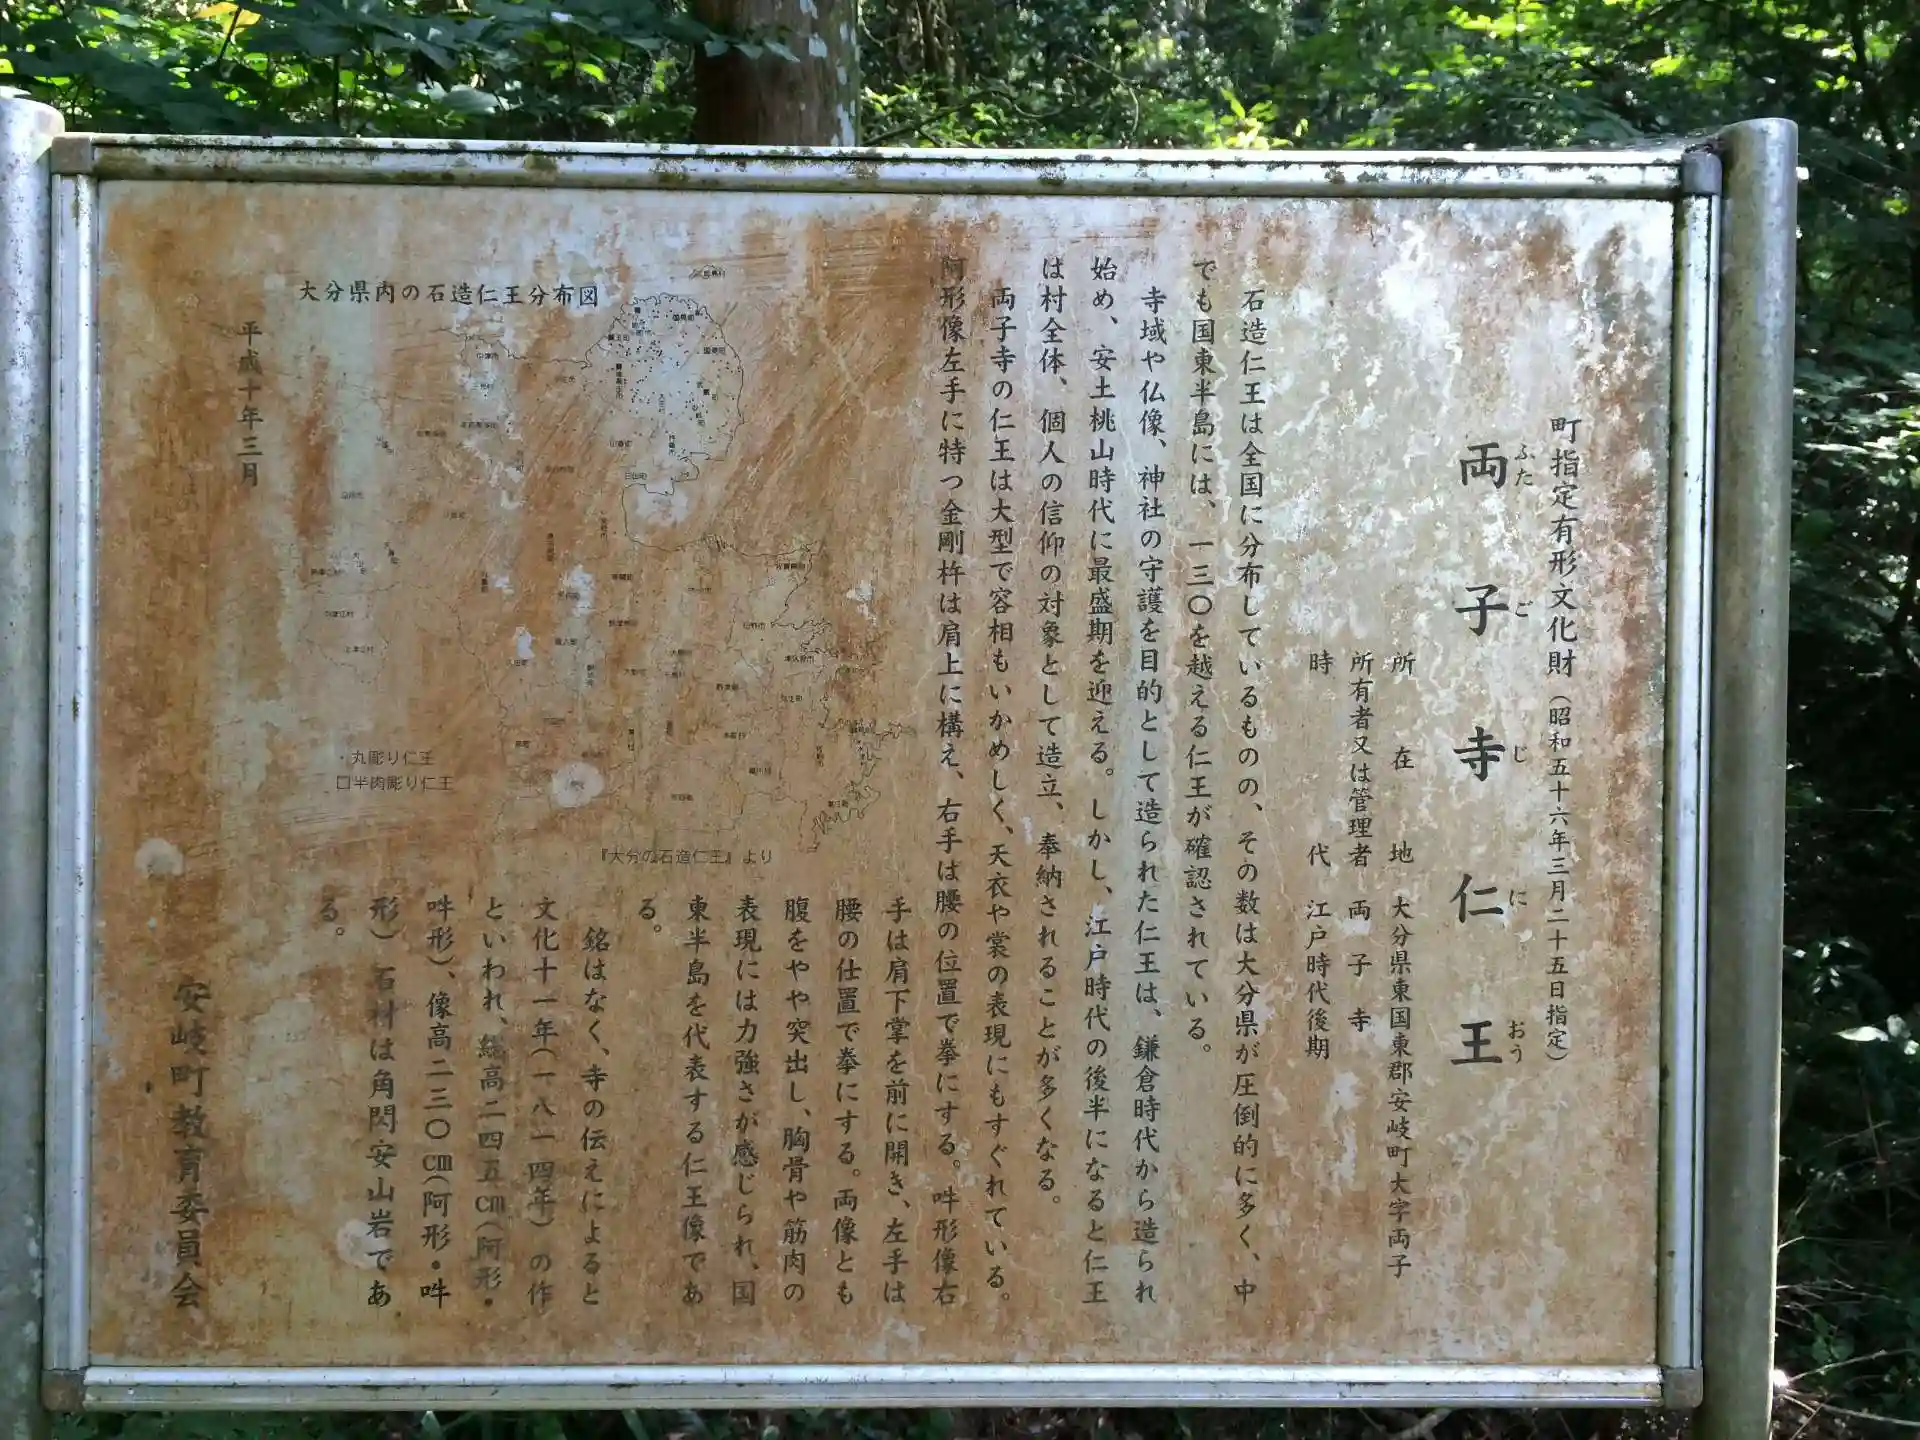 町指定有形文化財（昭和五十六年三月二十五日指定）
両子寺仁王
ふたごじにおう
所在地 大分県東国東郡安岐町大字両子
所有者又は管理者 両子寺
時代 江戸時代後期
石造仁王は全国に分布しているものの、その数は大分県が圧倒的に多く、中
でも国東半島には、一三〇を越える仁王が確認されている。
寺域や仏像、神社の守護を目的として造られた仁王は、鎌倉時代から造られ
始め、安土桃山時代に最盛期を迎える。しかし、江戸時代の後半になると仁王
は村全体、個人の信仰の対象として造立、奉納されることが多くなる。
両子寺の仁王は大型で容相もいかめしく、天衣や裳の表現にもすぐれている。
阿形像左手に特つ金剛杵は肩上に構え、右手は腰の位置で拳にする。吽形像右
手は肩下掌を前に開き、左手は
腰の仕置で拳にする。両像とも
腹をやや突出し、胸骨や筋肉の
表現には力強さが感じられ、国
東半島を代表する仁王像であ
る。
銘はなく、寺の伝えによると
文化十一年（一八一四年）の作
といわれ、総高二四五㎝（阿形・
吽形）、像高二三〇㎝（阿形・吽
形）石材は角閃安山岩であ
る。
大分県内の石造仁王分布図
中津市
日出町
臼杵市
津久見市
・丸彫り仁王
□半肉彫り仁王
『大分の石造仁王』より
平成十年三月
安岐町教育委員会